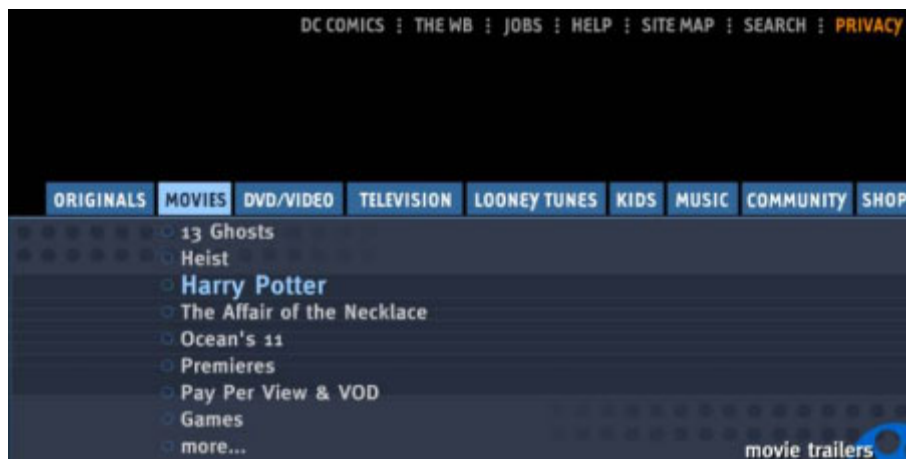 DC COMICS ⋮ THE WB ⋮ JOBS ⋮ HELP ⋮ SITE MAP ⋮ SEARCH ⋮ PRIVACY
ORIGINALS MOVIES DVD/VIDEO TELEVISION LOONEY TUNES KIDS MUSIC COMMUNITY SHOP
13 Ghosts
Heist
Harry Potter
The Affair of the Necklace
Ocean's 11
Premieres
Pay Per View & VOD
Games
more...
movie trailers